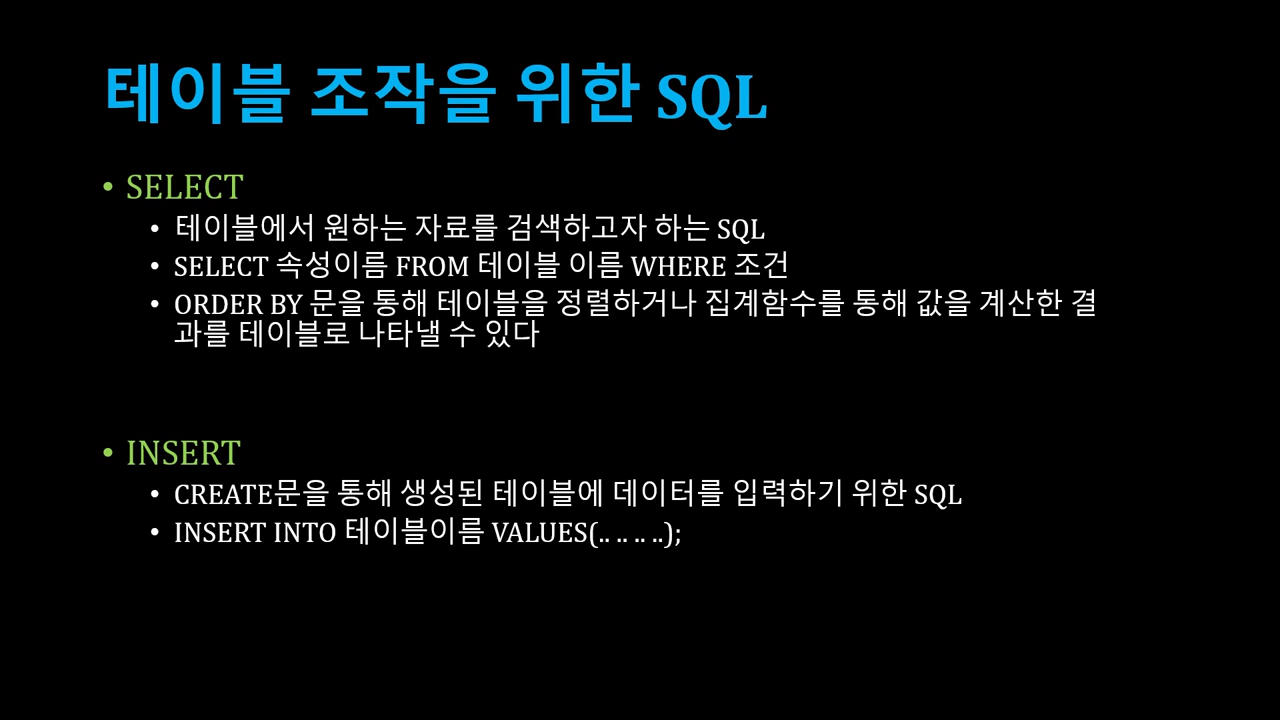 테이블 조작을 위한 SQL
• SELECT
• 테이블에서 원하는 자료를 검색하고자 하는 SQL
• SELECT 속성이름 FROM 테이블 이름 WHERE 조건
• ORDER BY 문을 통해 테이블을 정렬하거나 집계함수를 통해 값을 계산한 결
과를 테이블로 나타낼 수 있다
• INSERT
• CREATE문을 통해 생성된 테이블에 데이터를 입력하기 위한 SQL
• INSERT INTO 테이블이름 VALUES(.. .. .. ..);